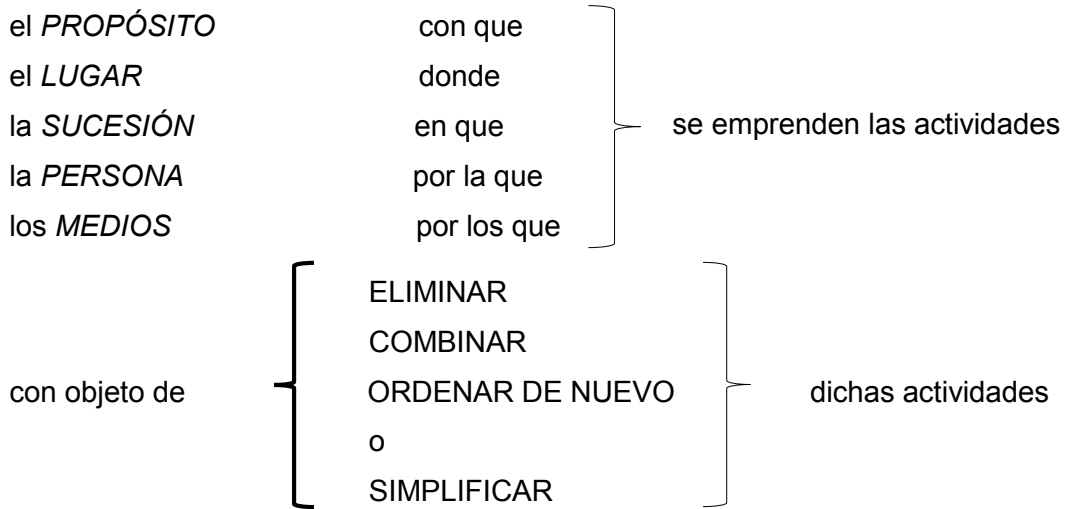 el PROPÓSITO con que
el LUGAR donde
la SUCESIÓN en que se emprenden las actividades
la PERSONA por la que
los MEDIOS por los que
ELIMINAR
COMBINAR
con objeto de ORDENAR DE NUEVO dichas actividades
o
SIMPLIFICAR